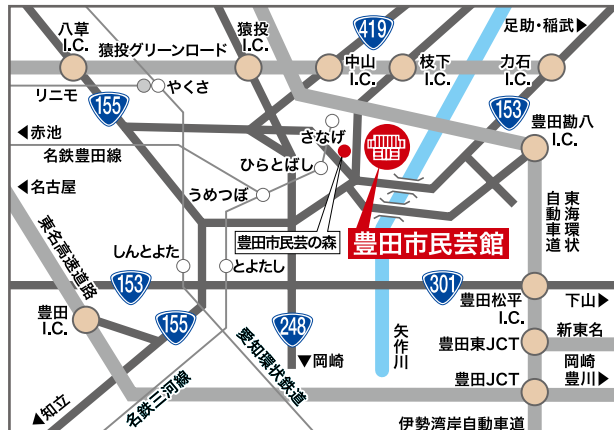 八草
I.C.
猿投グリーンロード
猿投
I.C.
419
中山
I.C.
枝下
I.C.
力石
I.C.
足助・稲武▶
リニモ
やくさ
155
153
◀赤池
さなげ
豊田勘八
I.C.
名鉄豊田線
ひらとばし
◀名古屋
うめつぼ
東海環状
自動車道
豊田市民芸の森
豊田市民芸館
東名高速道路
しんとよた
とよたし
153
301
豊田松平
I.C.
下山▶
豊田
I.C.
155
248
矢作川
新東名
豊田東JCT
▼岡崎
愛知環状鉄道
岡崎
豊川▶
豊田JCT
◀知立
名鉄三河線
伊勢湾岸自動車道